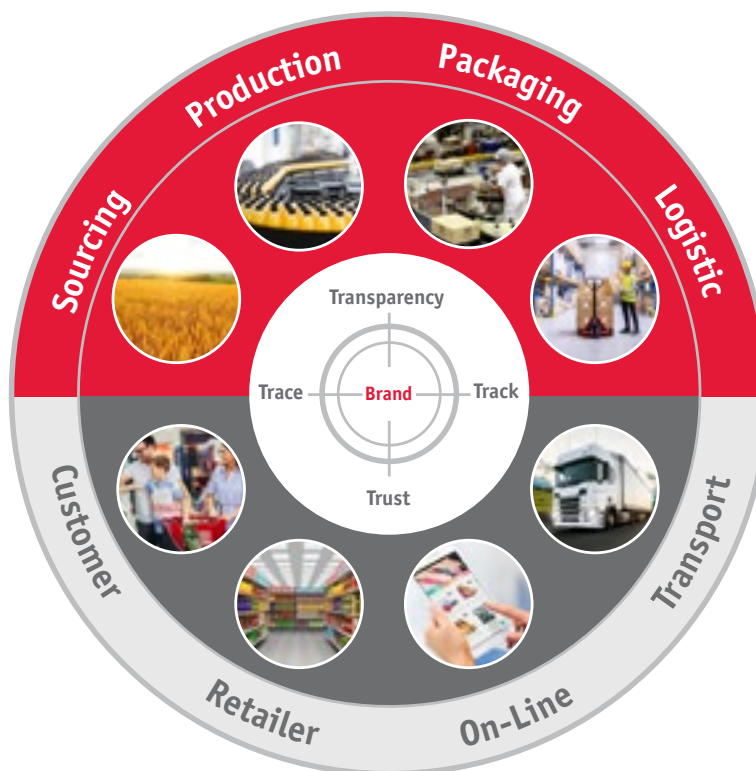 Sourcing
Production
Packaging
Logistic
Transparency
Trace
Brand
Track
Trust
Customer
Retailer
On-Line
Transport